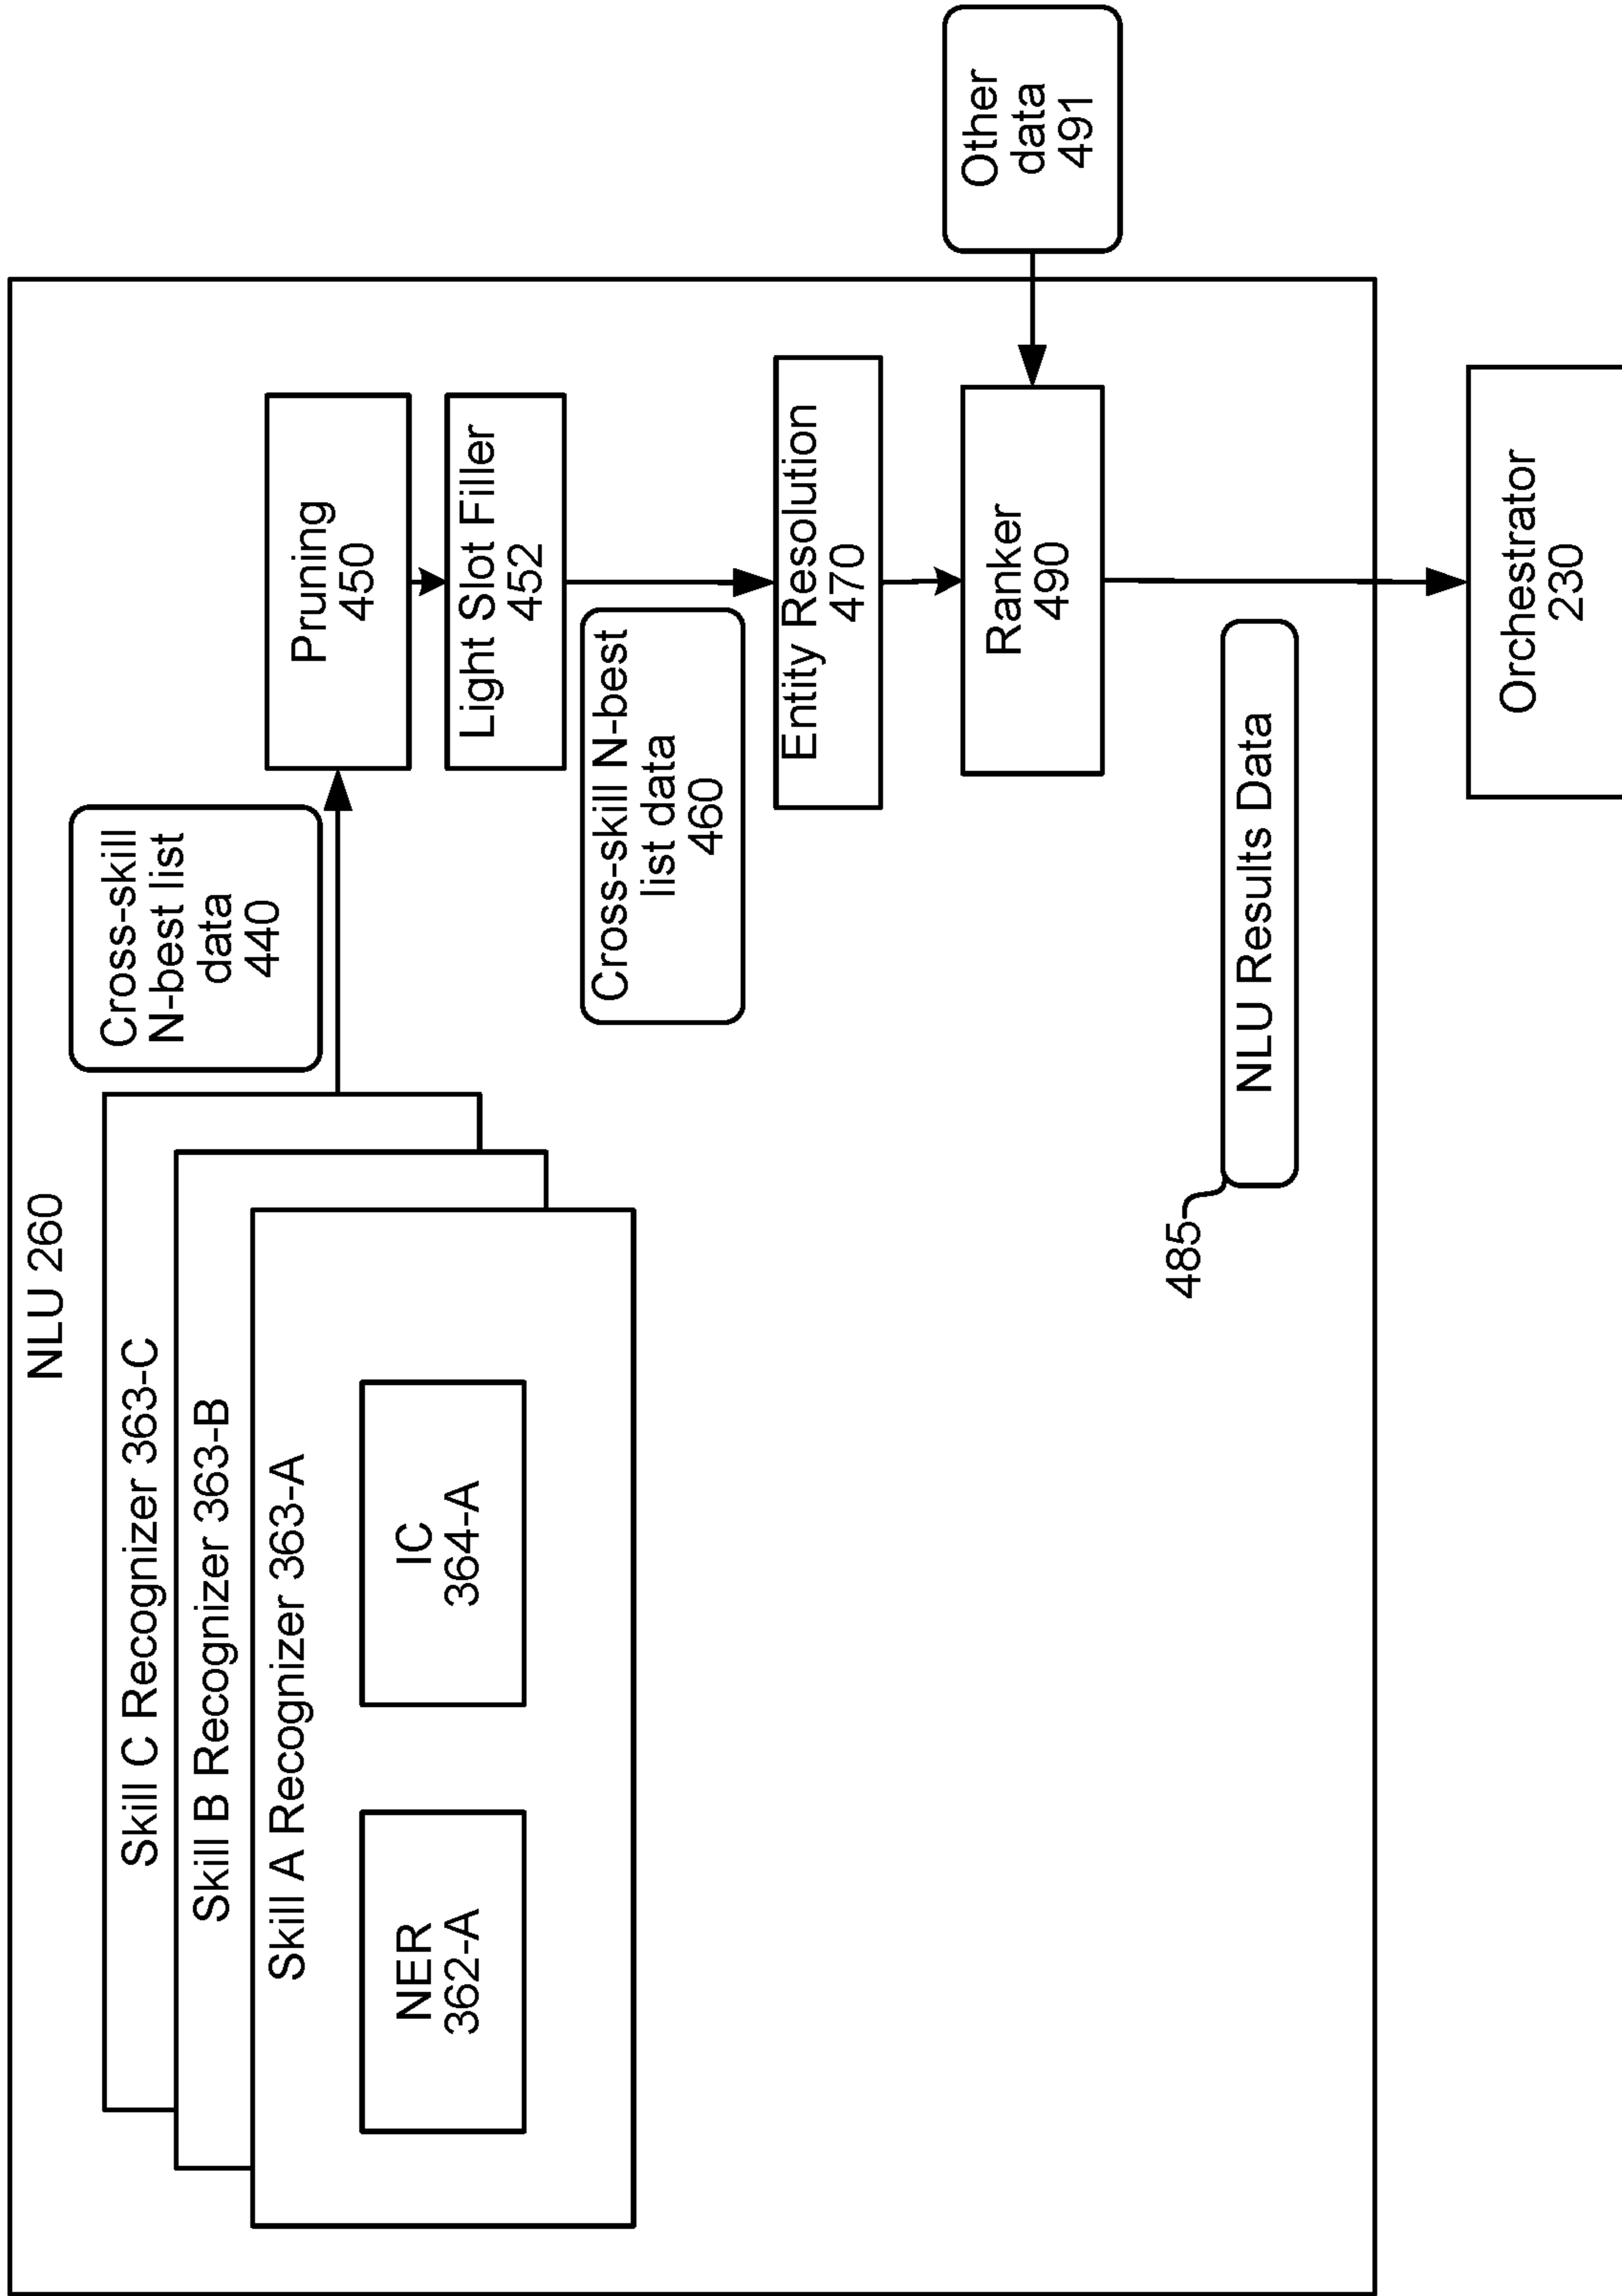 NLU 260
Skill C Recognizer 363-C
Skill B Recognizer 363-B
Skill A Recognizer 363-A
NER
362-A
IC
364-A
Cross-skill
N-best list
data
440
Pruning
450
Light Slot Filler
452
Cross-skill N-best
list data
460
Entity Resolution
470
Other
data
491
Ranker
490
485
NLU Results Data
Orchestrator
230